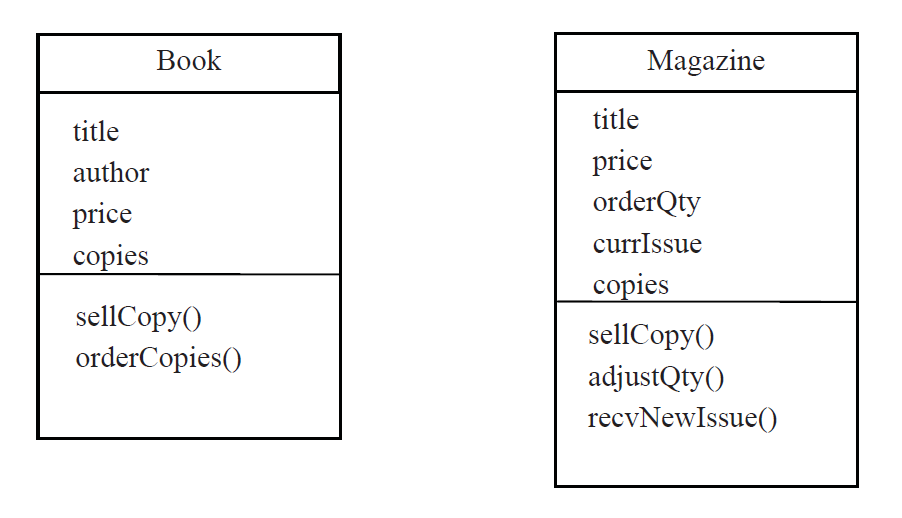 Book
title
author
price
copies
sellCopy()
orderCopies()
Magazine
title
price
orderQty
currIssue
copies
sellCopy()
adjustQty()
recvNewIssue()